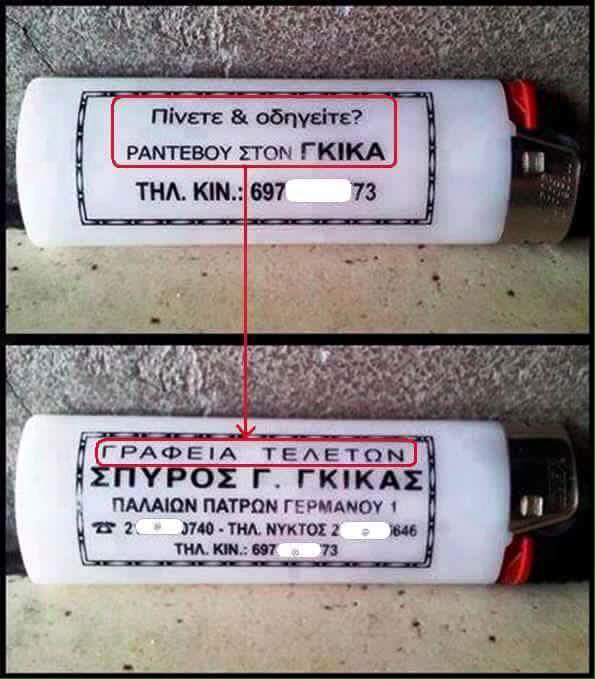 Πίνετε & οδηγείτε?
ΡΑΝΤΕΒΟΥ ΣΤΟΝ ΓΚΙΚΑ
ΤΗΛ. ΚΙΝ.: 697 73
ΓΡΑΦΕΙΑ ΤΕΛΕΤΩΝ
ΣΠΥΡΟΣ Γ. ΓΚΙΚΑΣ
ΠΑΛΑΙΩΝ ΠΑΤΡΩΝ ΓΕΡΜΑΝΟΥ 1
☎ 2 0740 - ΤΗΛ. ΝΥΚΤΟΣ 2 646
ΤΗΛ. ΚΙΝ.: 697 73